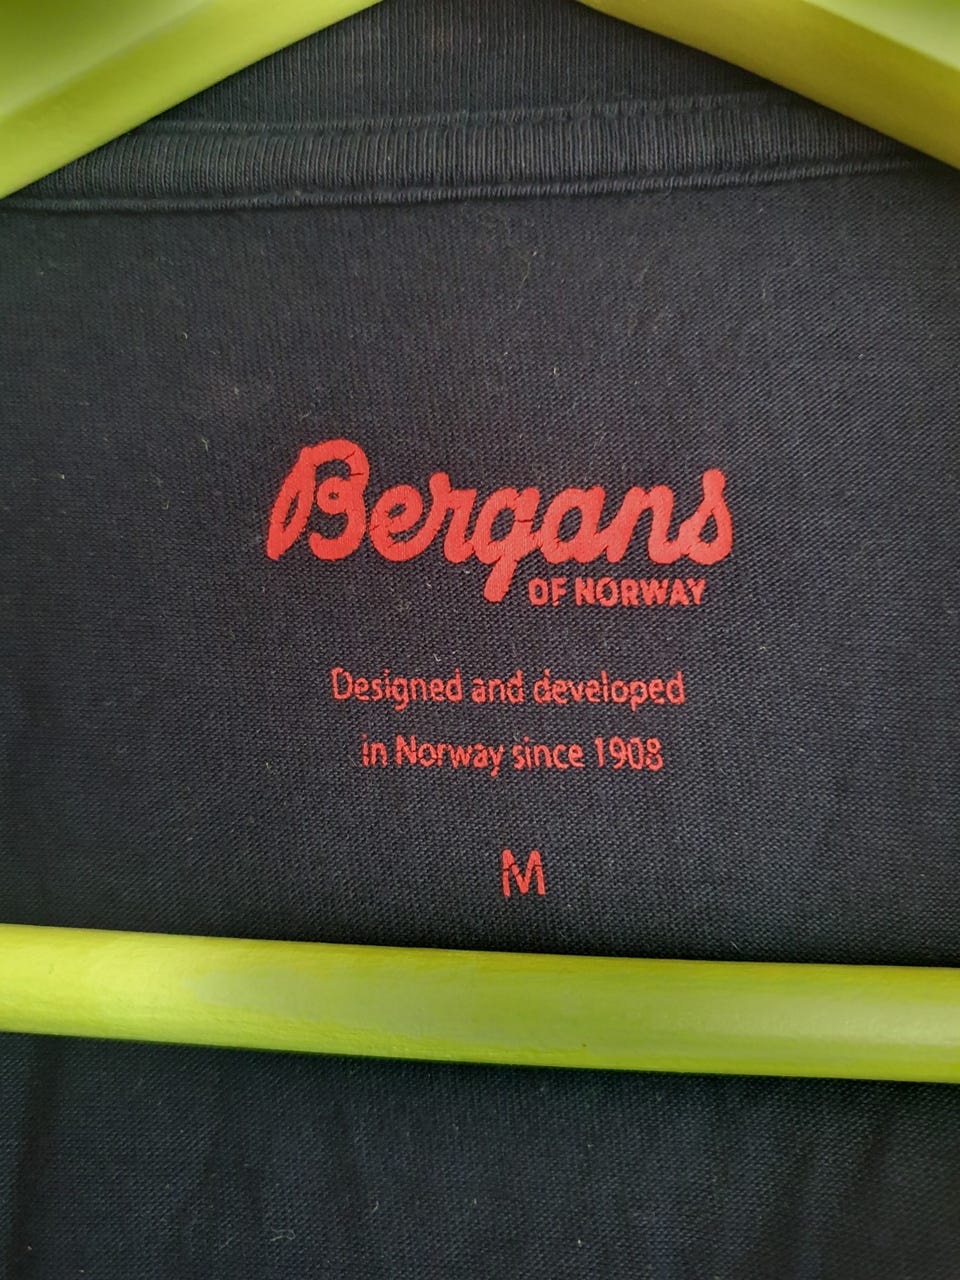 Bergans
OF NORWAY
Designed and developed
in Norway since 1908
M